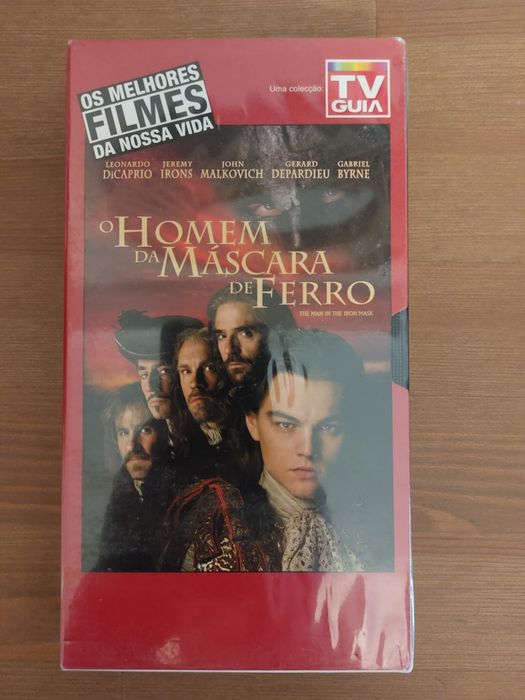 OS MELHORES
FILMES
DA NOSSA VIDA
Uma colecção:
TV
GUIA
LEONARDO DiCAPRIO
JEREMY IRONS
JOHN MALKOVICH
GERARD DEPARDIEU
GABRIEL BYRNE
O HOMEM
DA MÁSCARA
DE FERRO
THE MAN IN THE IRON MASK